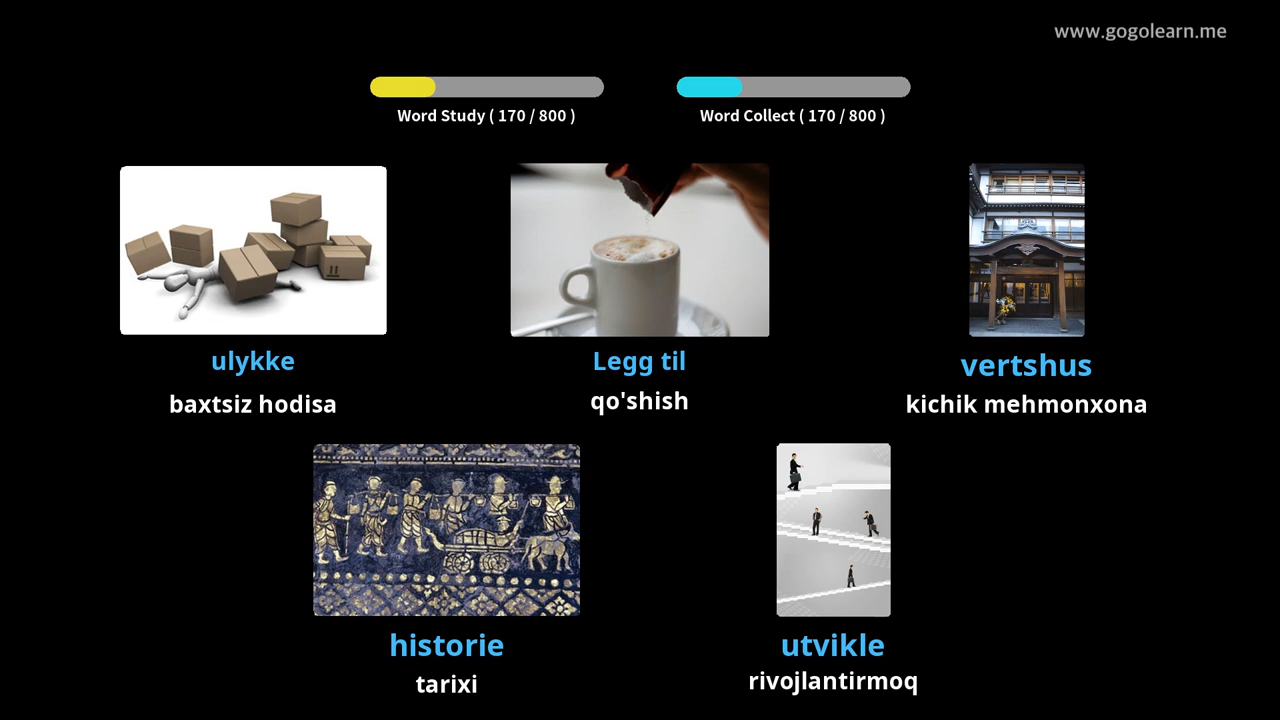 www.gogolearn.me
Word Study ( 170 / 800 )
Word Collect ( 170 / 800 )
ulykke
baxtsiz hodisa
Legg til
qo'shish
vertshus
kichik mehmonxona
historie
tarixi
utvikle
rivojlantirmoq